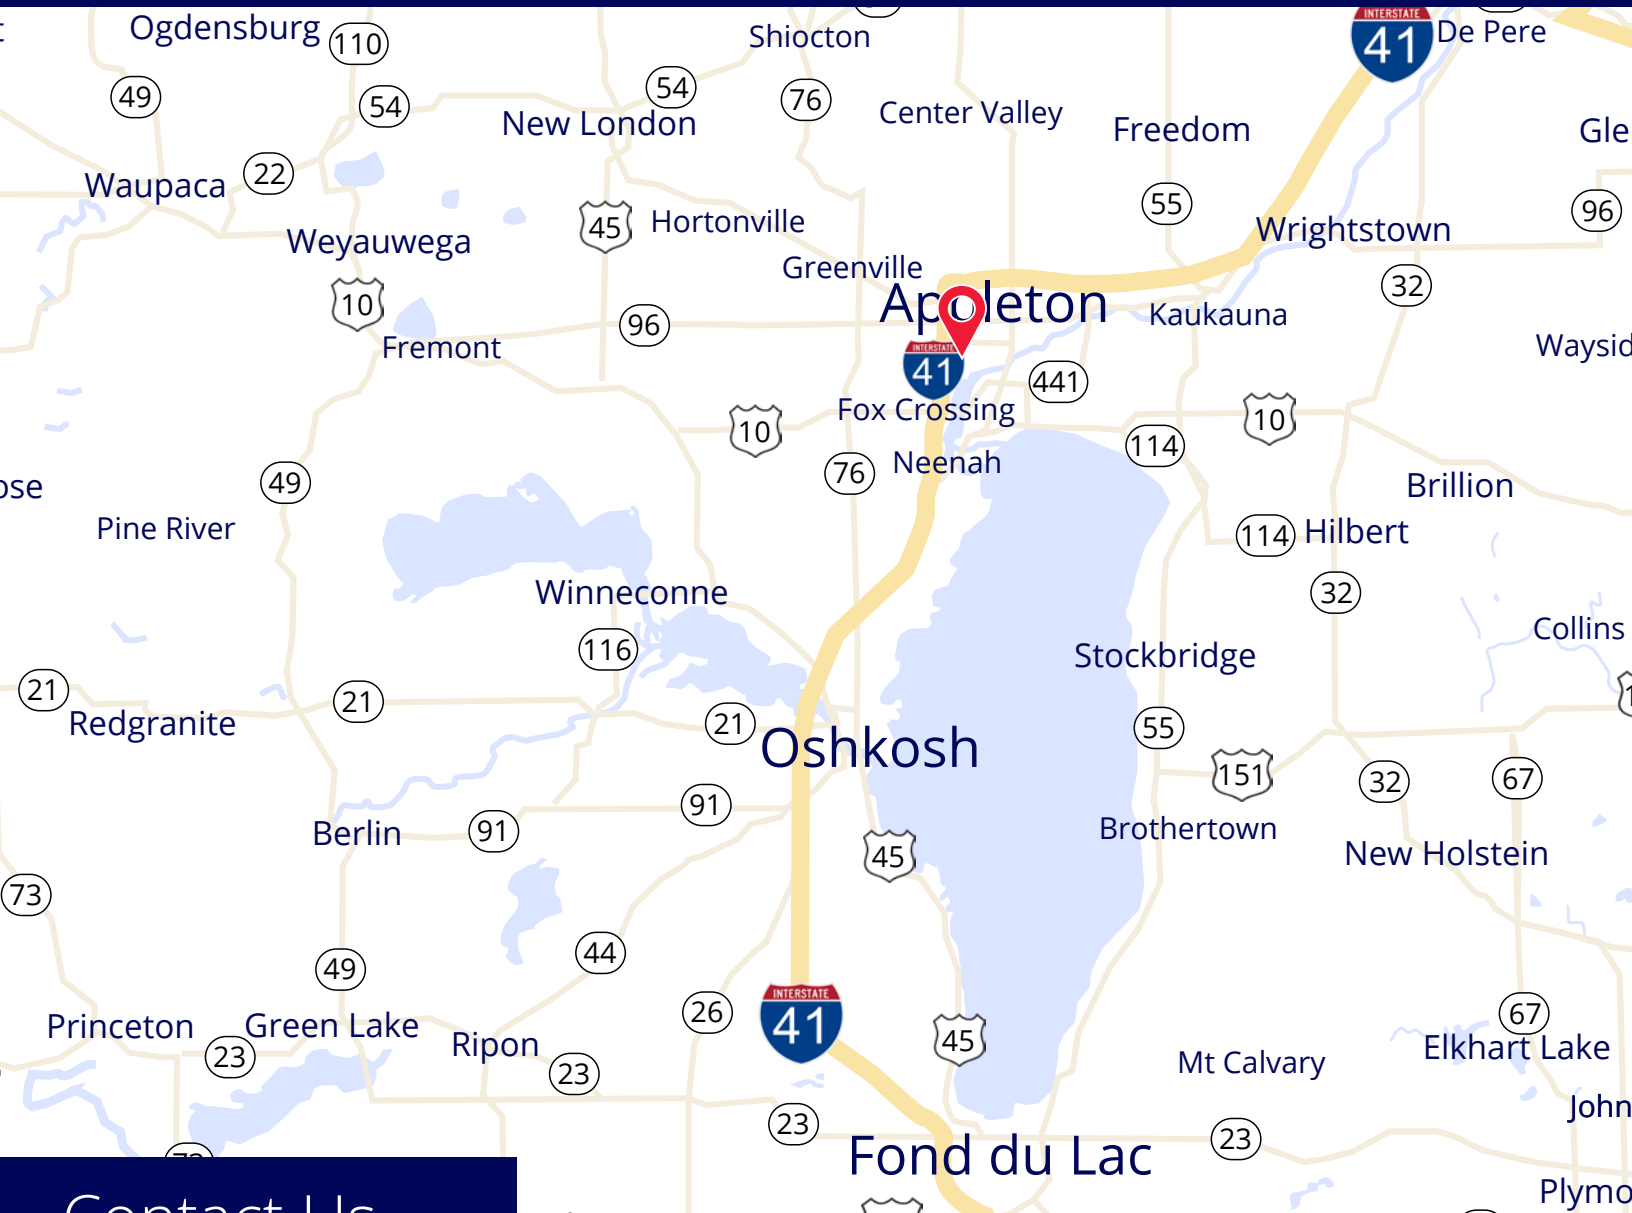 Ogdensburg
110
Shiocton
INTERSTATE
41
De Pere
49
54
54
76
New London
Center Valley
Freedom
Waupaca
22
55
96
45
Hortonville
Weyauwega
Wrightstown
Greenville
32
10
Appleton
Kaukauna
96
Fremont
INTERSTATE
41
441
Fox Crossing
10
10
114
76
Neenah
49
Brillion
Pine River
114
Hilbert
Winneconne
32
116
Collins
Stockbridge
21
21
Redgranite
21
55
Oshkosh
151
32
67
91
91
Berlin
Brothertown
45
New Holstein
73
44
49
26
INTERSTATE
41
67
Princeton
Green Lake
Ripon
45
Elkhart Lake
23
23
Mt Calvary
John
23
23
Fond du Lac
Contact Us